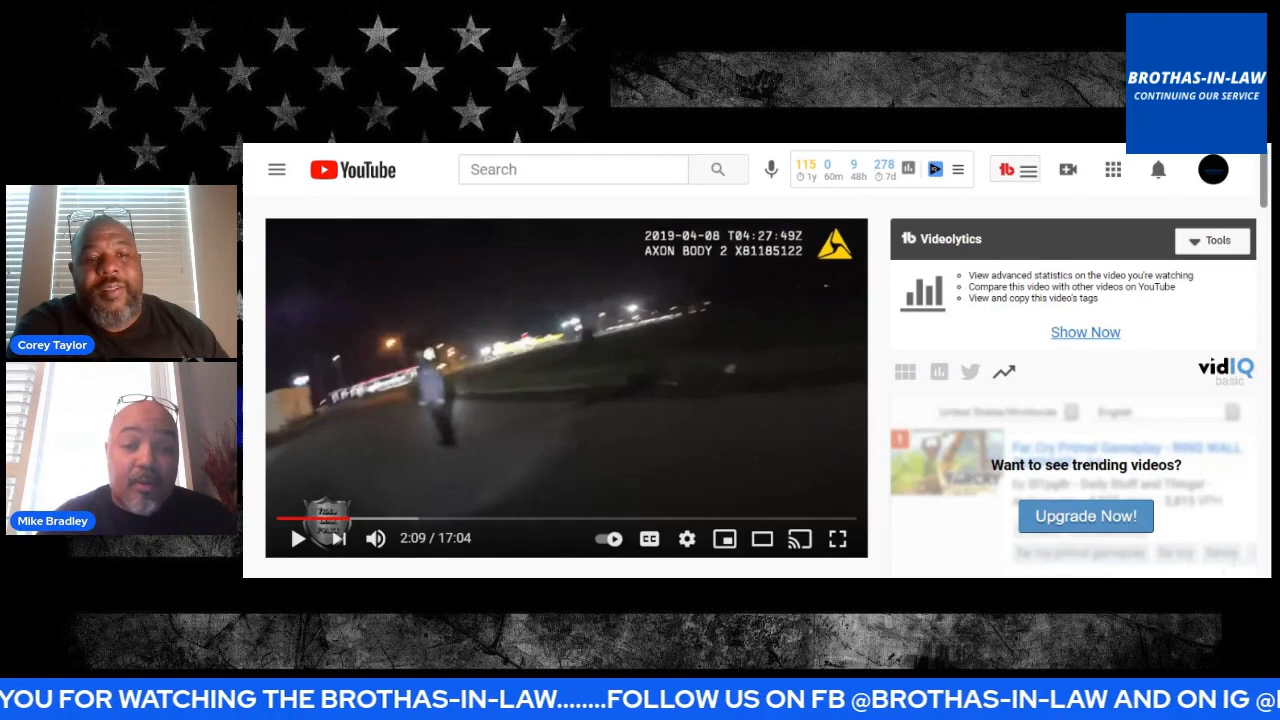 BROTHAS-IN-LAW
CONTINUING OUR SERVICE
YouTube
Search
115 0 9 278
1y 60m 48h 7d
Corey Taylor
Mike Bradley
2019-04-08 T04:27:49Z
AXON BODY 2 X81185122
2:09 / 17:04
CC
tb Videolytics
Tools
View advanced statistics on the video you're watching
Compare this video with other videos on YouTube
View and copy this video's tags
Show Now
vidIQ
basic
English
Want to see trending videos?
Upgrade Now!
YOU FOR WATCHING THE BROTHAS-IN-LAW........FOLLOW US ON FB @BROTHAS-IN-LAW AND ON IG @